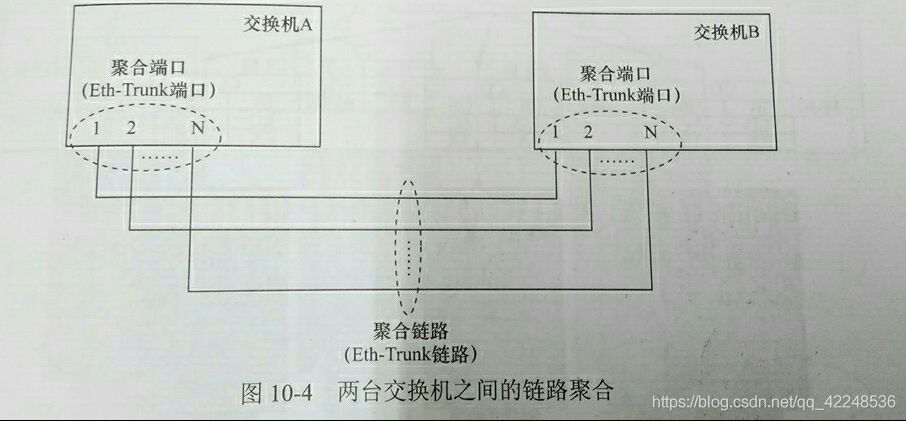 交换机A
聚合端口
(Eth-Trunk端口)
1 2 …… N
交换机B
聚合端口
(Eth-Trunk端口)
1 2 …… N
……
聚合链路
(Eth-Trunk链路)
图 10-4 两台交换机之间的链路聚合
https://blog.csdn.net/qq_42248536